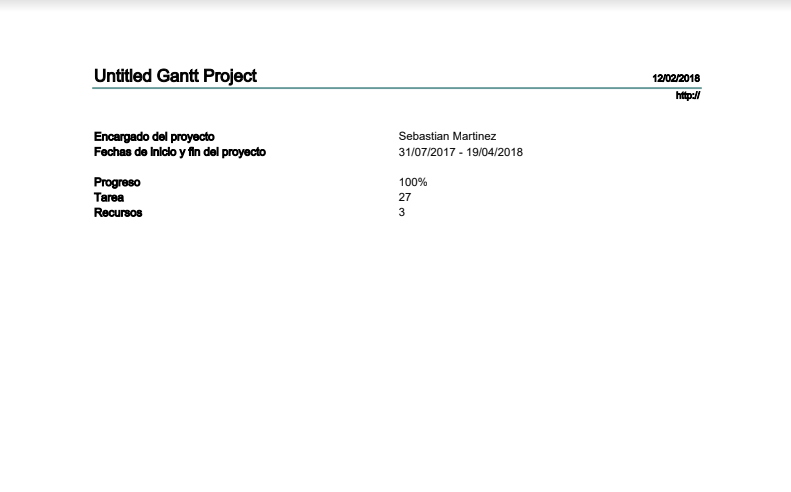 Untitled Gantt Project
12/02/2018
http://
Encargado del proyecto Sebastian Martinez
Fechas de inicio y fin del proyecto 31/07/2017 - 19/04/2018
Progreso 100%
Tarea 27
Recursos 3